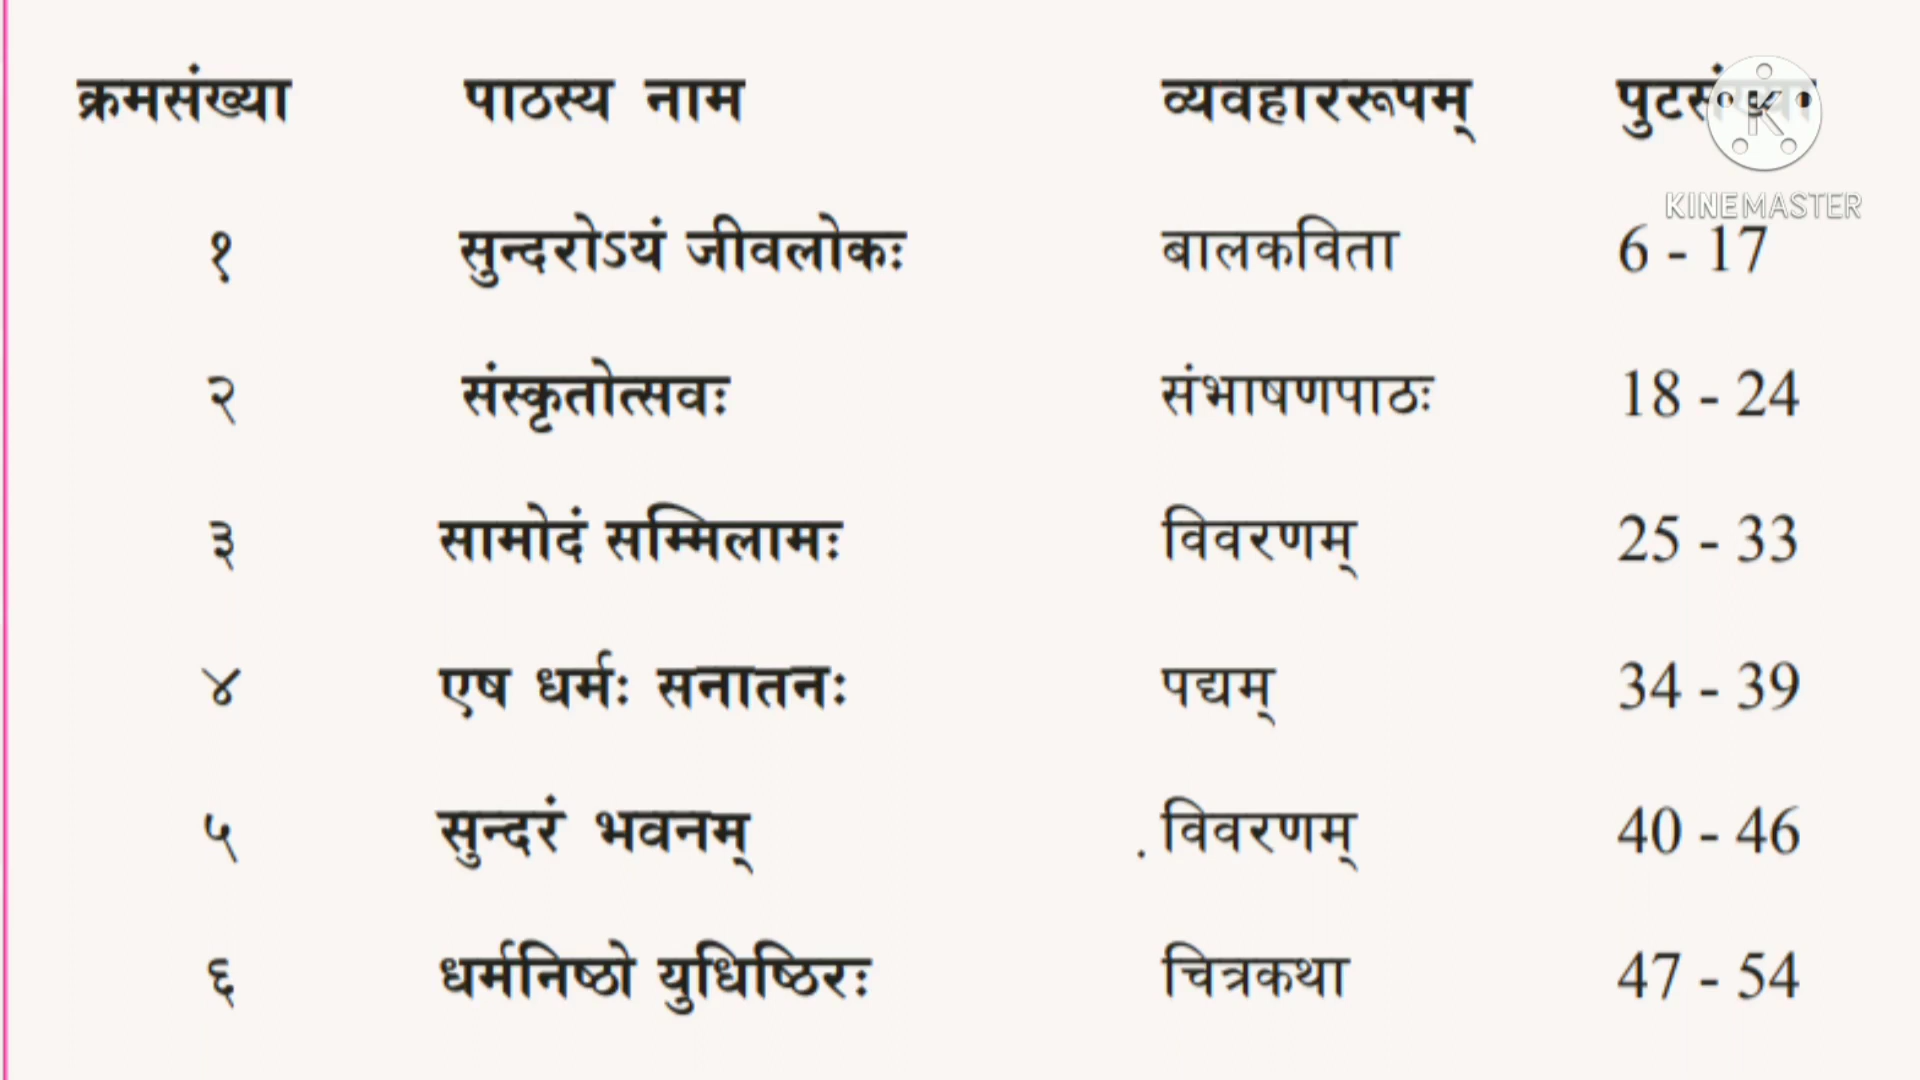 क्रमसंख्या पाठस्य नाम व्यवहाररूपम्
KINEMASTER
१ सुन्दरोऽयं जीवलोकः बालकविता 6 - 17
२ संस्कृतोत्सवः संभाषणपाठः 18 - 24
३ सामोदं सम्मिलामः विवरणम् 25 - 33
४ एष धर्मः सनातनः पद्यम् 34 - 39
५ सुन्दरं भवनम् विवरणम् 40 - 46
६ धर्मनिष्ठो युधिष्ठिरः चित्रकथा 47 - 54